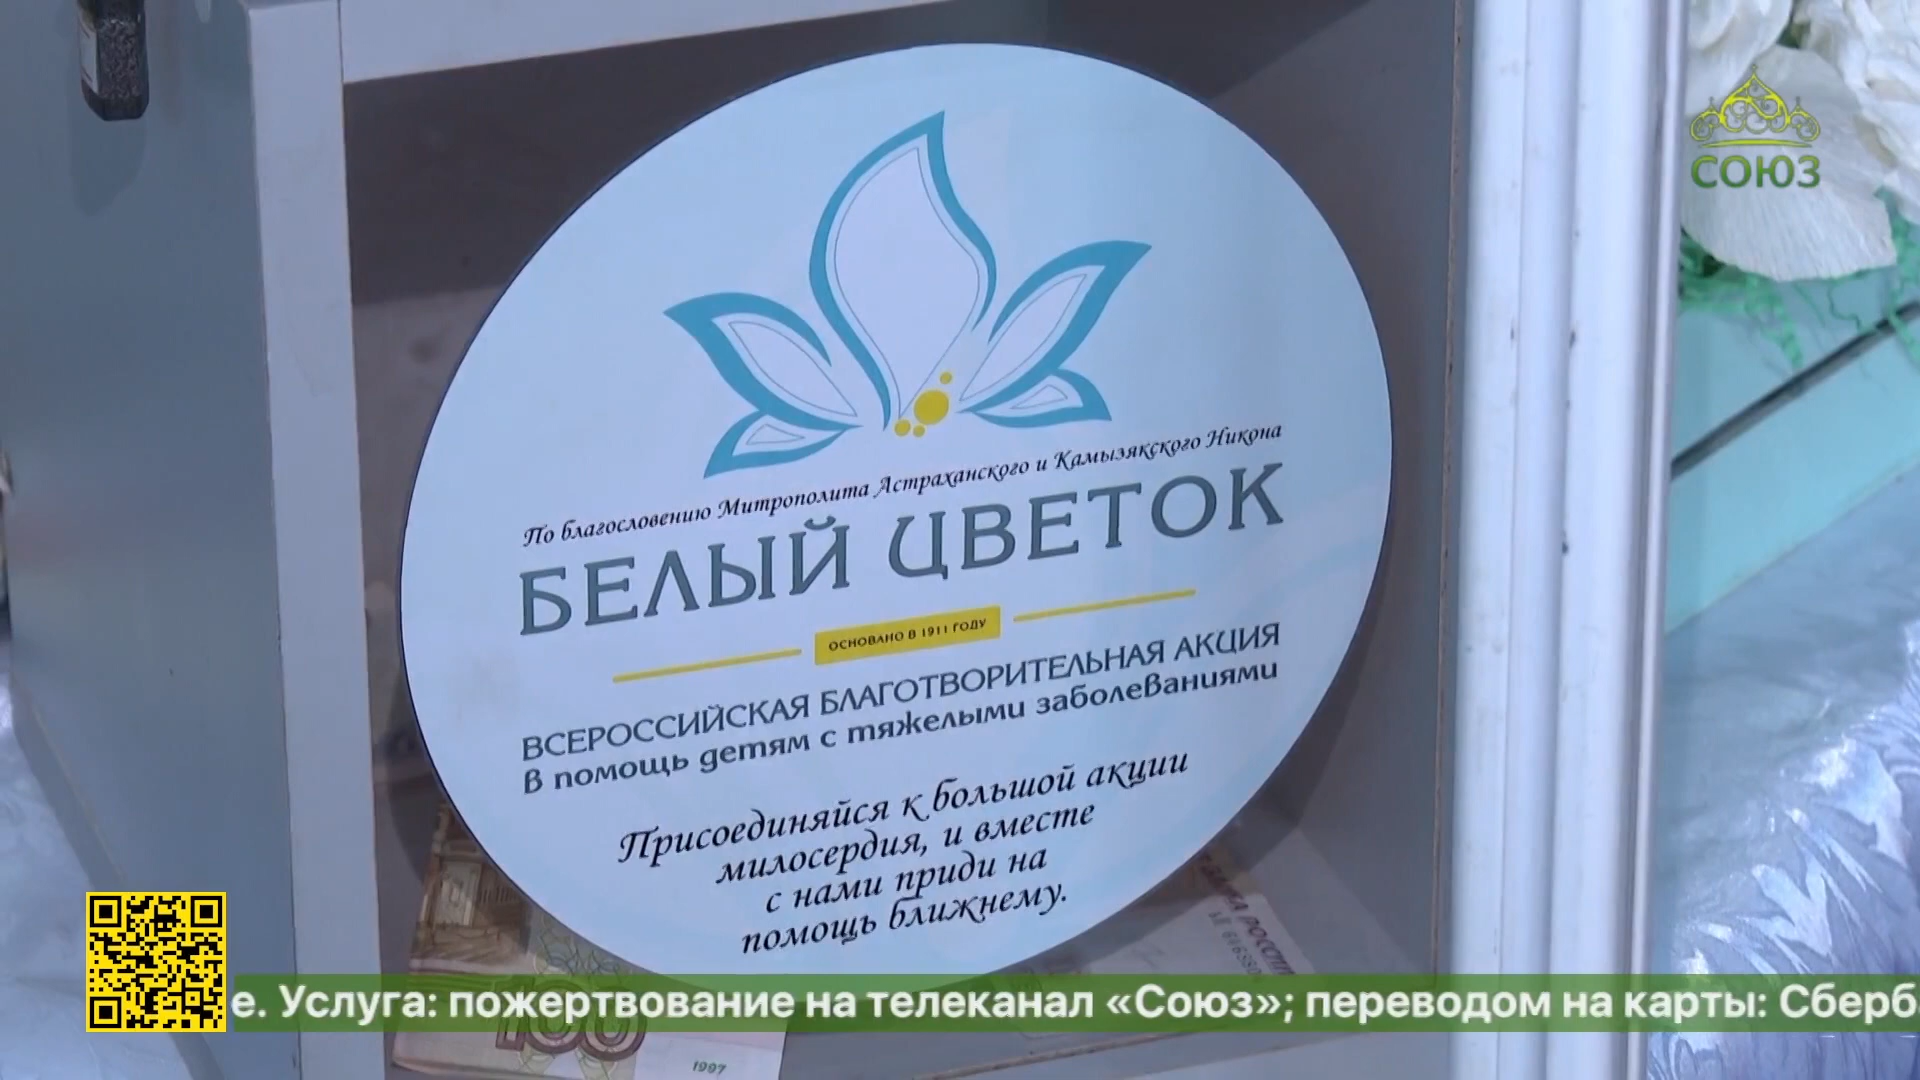 СОЮЗ
По благословению Митрополита Астраханского и Камызякского Никона
БЕЛЫЙ ЦВЕТОК
ОСНОВАНО В 1911 ГОДУ
ВСЕРОССИЙСКАЯ БЛАГОТВОРИТЕЛЬНАЯ АКЦИЯ
В помощь детям с тяжелыми заболеваниями
Присоединяйся к большой акции
милосердия, и вместе
с нами приди на
помощь ближнему.
е. Услуга: пожертвование на телеканал «Союз»; переводом на карты: Сберб
100
1997